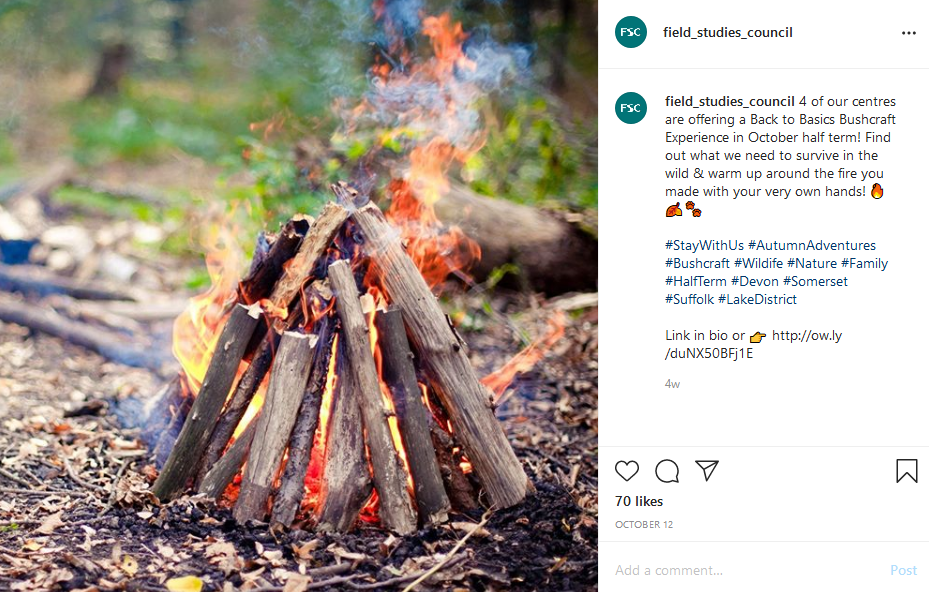 FSC
field_studies_council
FSC
field_studies_council 4 of our centres
are offering a Back to Basics Bushcraft
Experience in October half term! Find
out what we need to survive in the
wild & warm up around the fire you
made with your very own hands! 🔥
🍂🐾
#StayWithUs #AutumnAdventures
#Bushcraft #Wildife #Nature #Family
#HalfTerm #Devon #Somerset
#Suffolk #LakeDistrict
Link in bio or 👉 http://ow.ly
/duNX50BFj1E
4w
70 likes
OCTOBER 12
Add a comment...
Post